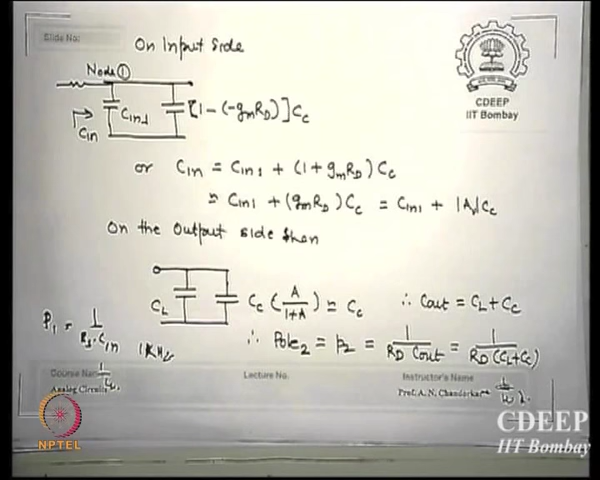 Slide No:
On Input Side
CDEEP
IIT Bombay
Node ①
Cin
Cin1
[1 - (-gmRD)] Cc
or Cin = Cin1 + (1 + gmRD) Cc
≈ Cin1 + (gmRD) Cc = Cin1 + |Av|Cc
On the Output side then
CL
Cc (A/(1+A)) ≈ Cc
∴ Cout = CL + Cc
P1 = 1/(Rs·Cin)
1KHz
∴ Pole2 = p2 = 1/(RD Cout) = 1/(RD (CL+Cc))
Course Name
Analog Circuits
Lecture No.
Instructor's Name
Prof. A. N. Chandorkar
NPTEL
CDEEP
IIT Bombay